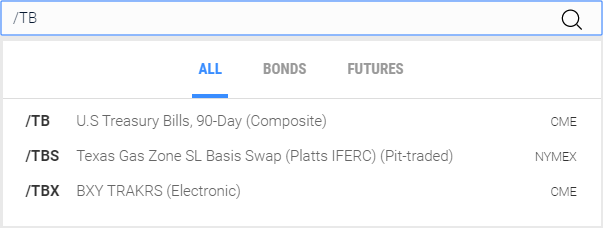 /TB
ALL BONDS FUTURES
/TB U.S Treasury Bills, 90-Day (Composite) CME
/TBS Texas Gas Zone SL Basis Swap (Platts IFERC) (Pit-traded) NYMEX
/TBX BXY TRAKRS (Electronic) CME